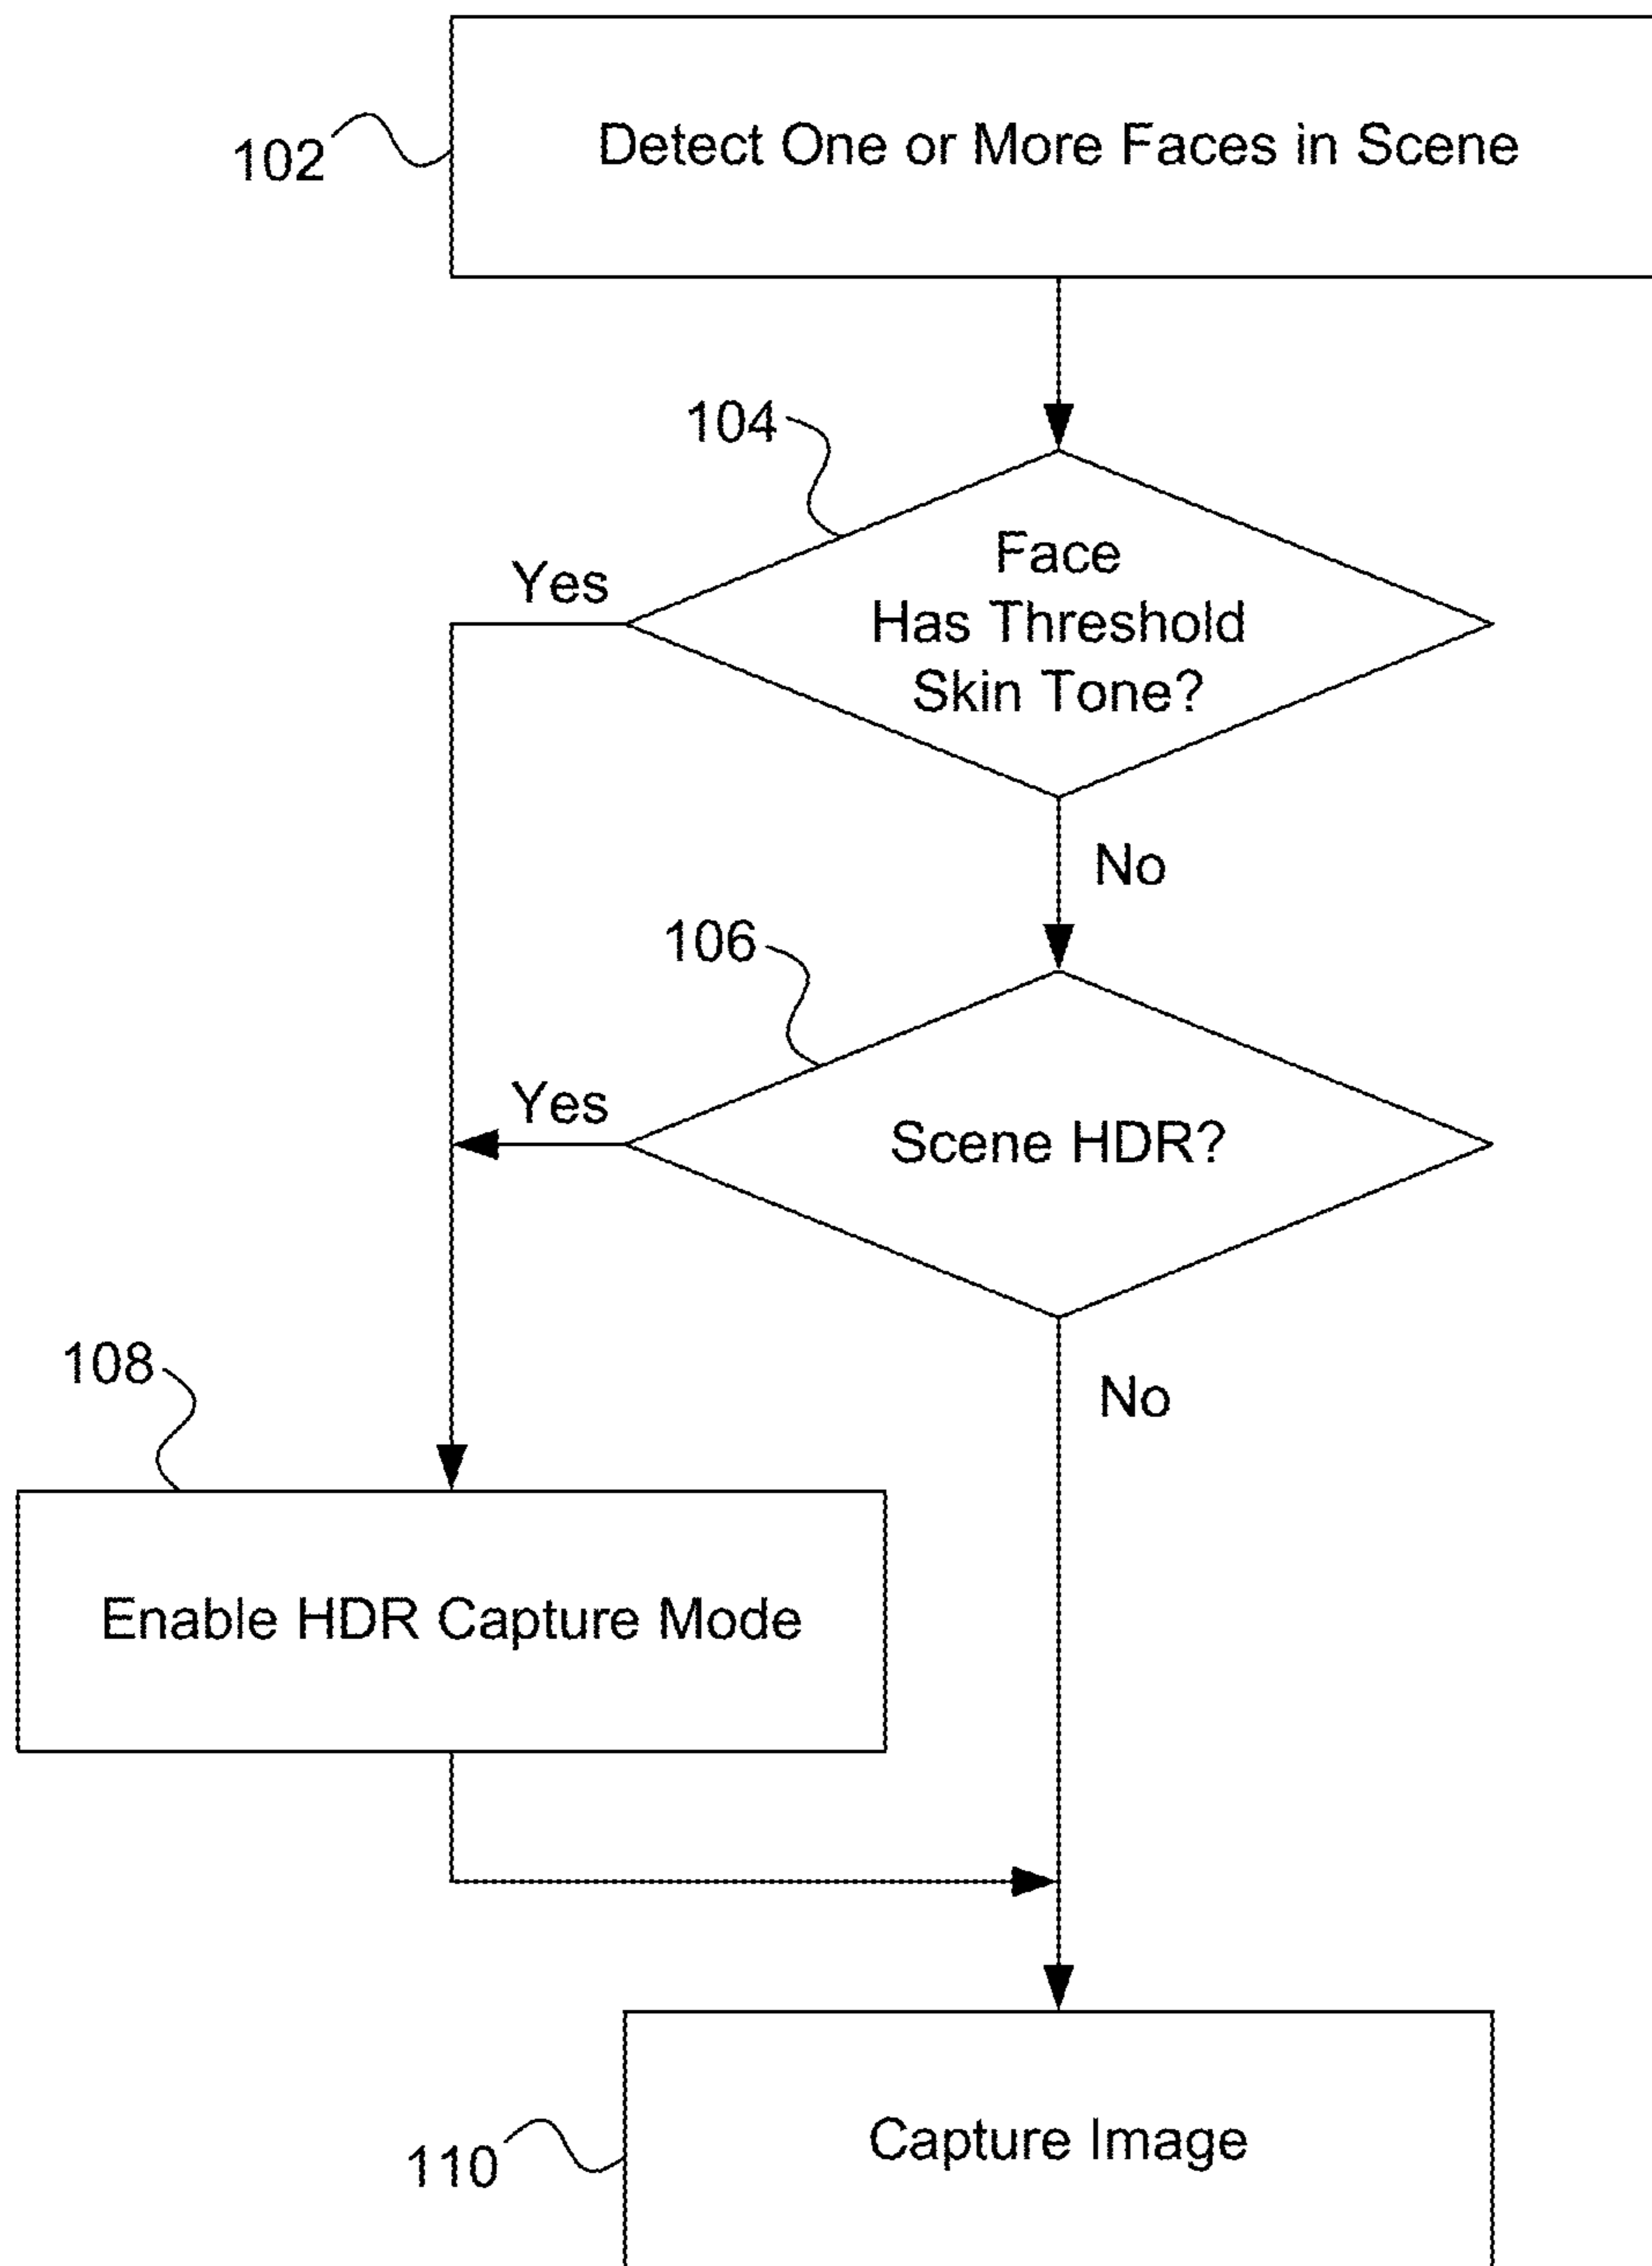 Detect One or More Faces in Scene
102
104
Face
Has Threshold
Skin Tone?
Yes
No
106
Scene HDR?
Yes
No
108
Enable HDR Capture Mode
Capture Image
110